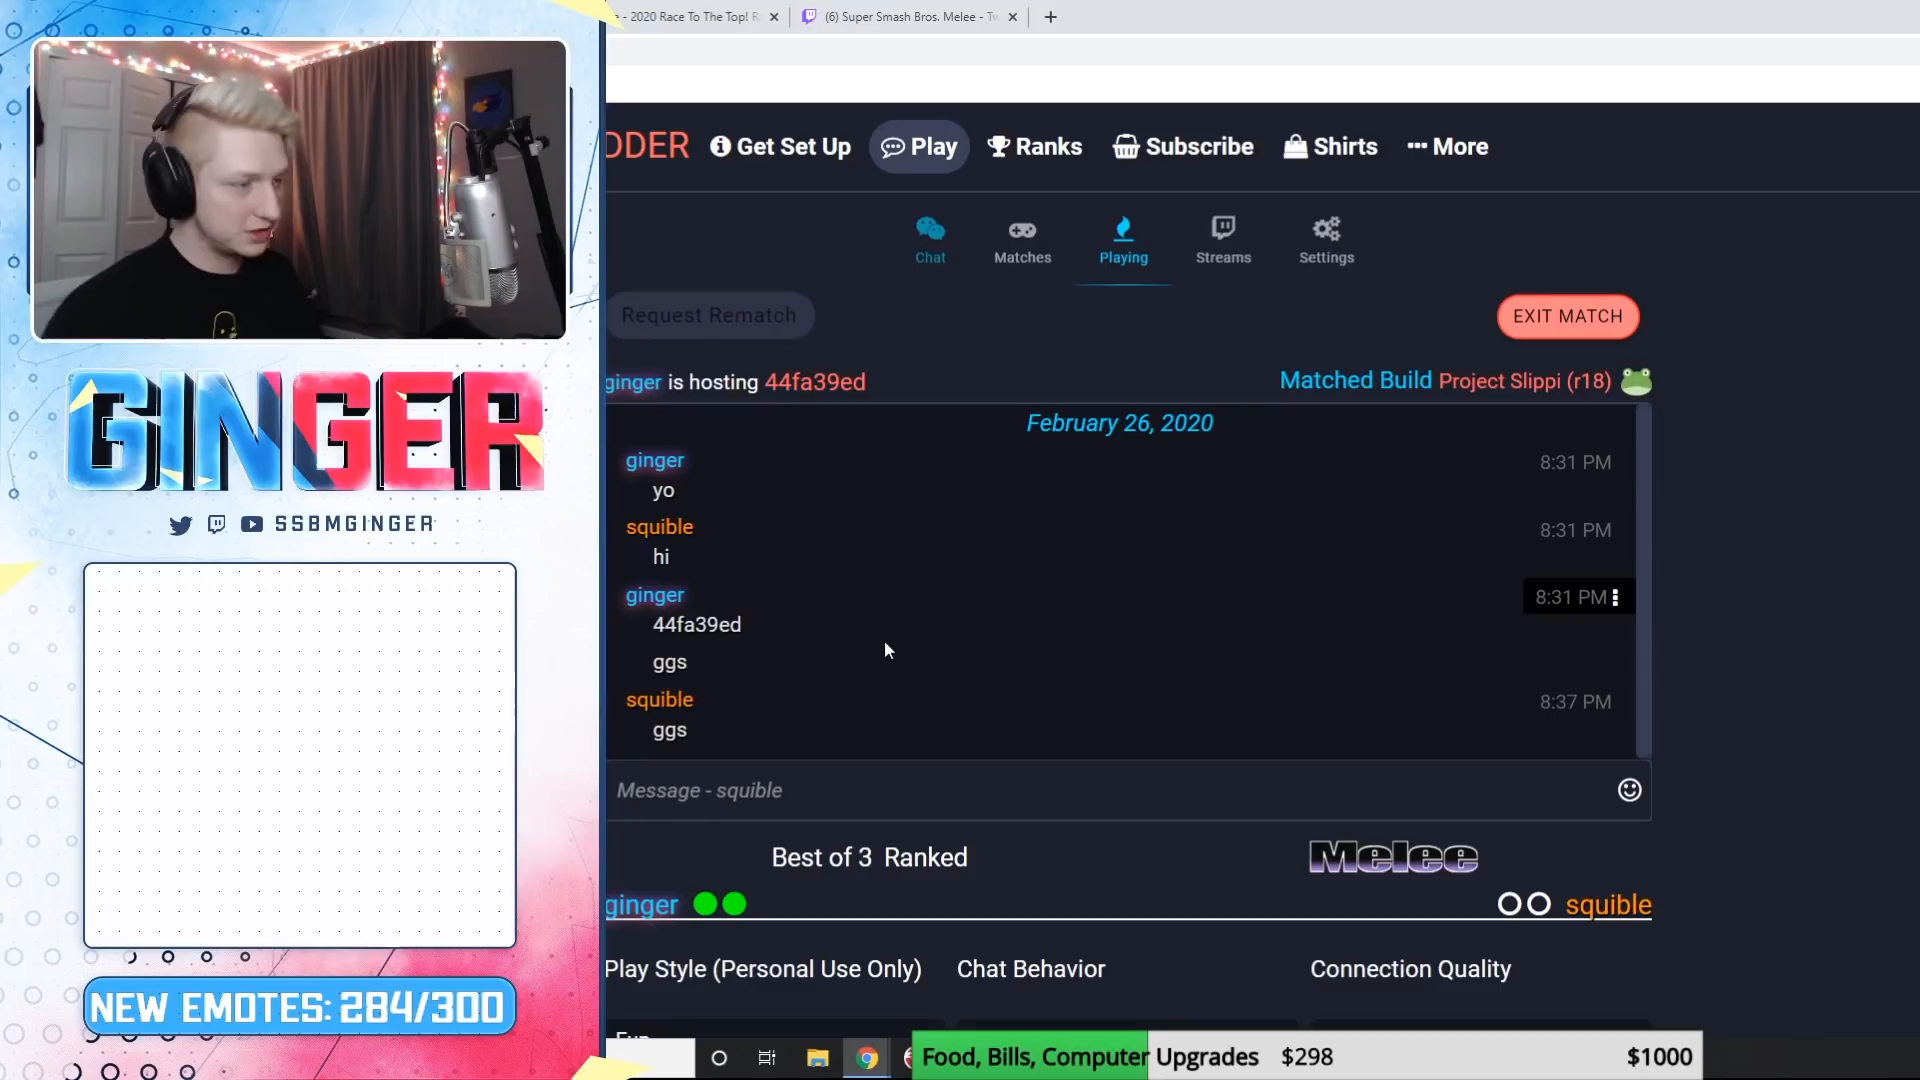 - 2020 Race To The Top!
(6) Super Smash Bros. Melee - Tw
DDER
Get Set Up
Play
Ranks
Subscribe
Shirts
More
Chat
Matches
Playing
Streams
Settings
Request Rematch
EXIT MATCH
ginger is hosting 44fa39ed
Matched Build Project Slippi (r18)
February 26, 2020
ginger
8:31 PM
yo
squible
8:31 PM
hi
ginger
8:31 PM
44fa39ed
ggs
squible
8:37 PM
ggs
Message - squible
Best of 3 Ranked
Melee
ginger
squible
Play Style (Personal Use Only)
Chat Behavior
Connection Quality
Fun
GINGER
SSBMGINGER
NEW EMOTES: 284/300
Food, Bills, Computer Upgrades $298 $1000